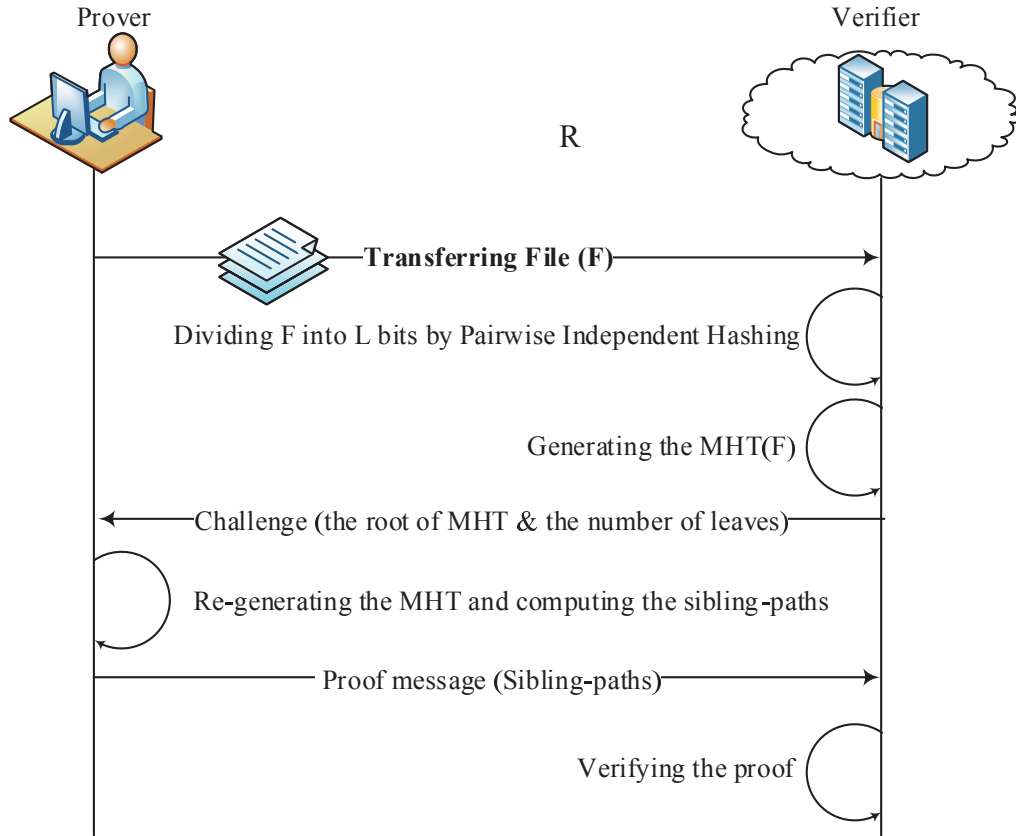 Prover
Verifier
R
Transferring File (F)
Dividing F into L bits by Pairwise Independent Hashing
Generating the MHT(F)
Challenge (the root of MHT & the number of leaves)
Re-generating the MHT and computing the sibling-paths
Proof message (Sibling-paths)
Verifying the proof